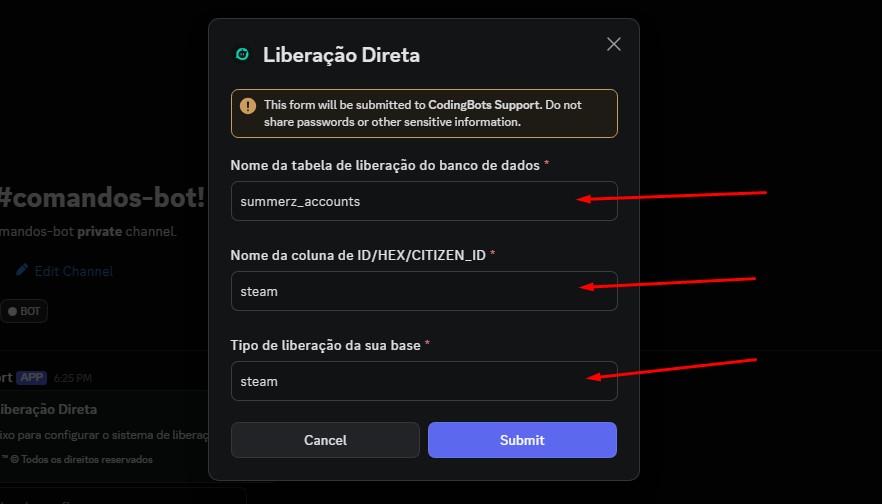 Liberação Direta
This form will be submitted to CodingBots Support. Do not
share passwords or other sensitive information.
Nome da tabela de liberação do banco de dados *
summerz_accounts
#comandos-bot!
mandos-bot private channel.
Nome da coluna de ID/HEX/CITIZEN_ID *
Edit Channel
steam
BOT
Tipo de liberação da sua base *
steam
rt APP 6:25 PM
iberação Direta
ixo para configurar o sistema de liberaç
™ © Todos os direitos reservados
Cancel
Submit